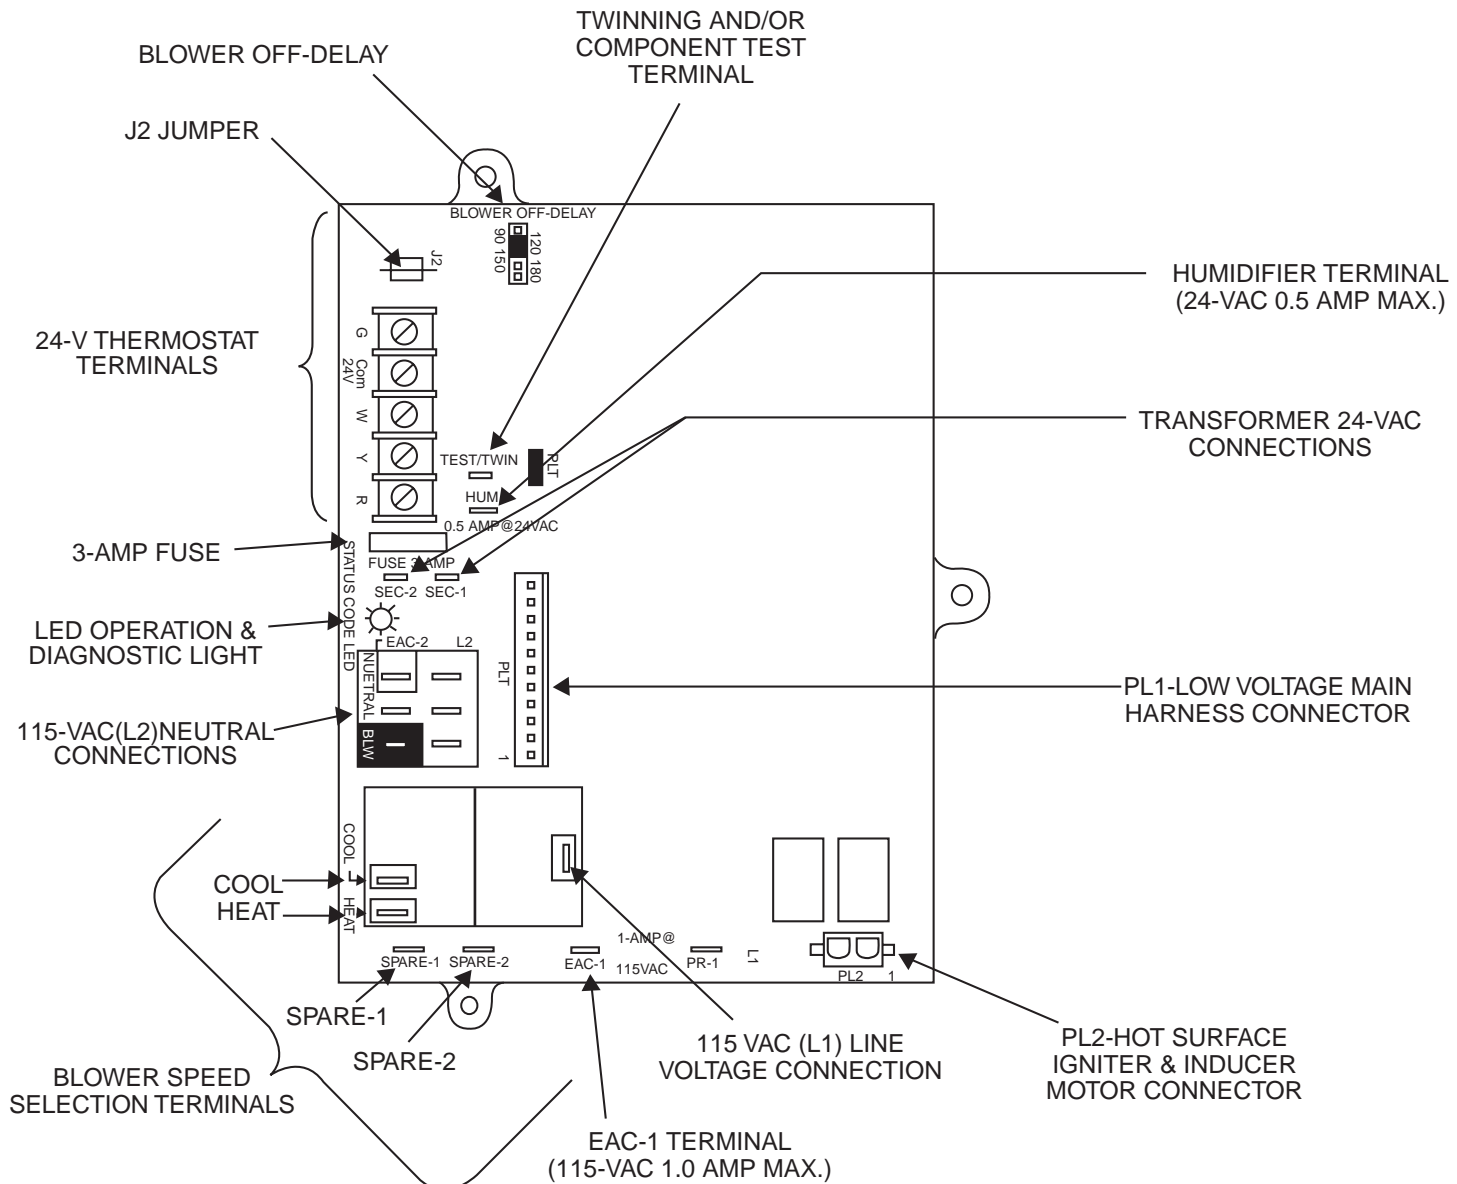 TWINNING AND/OR
COMPONENT TEST
TERMINAL
BLOWER OFF-DELAY
J2 JUMPER
BLOWER OFF-DELAY
120 180
90 150
J2
HUMIDIFIER TERMINAL
(24-VAC 0.5 AMP MAX.)
24-V THERMOSTAT
TERMINALS
G
Com
24V
W
Y
R
TRANSFORMER 24-VAC
CONNECTIONS
TEST/TWIN
PLT
HUM
0.5 AMP@24VAC
3-AMP FUSE
FUSE 3-AMP
SEC-2 SEC-1
STATUS CODE LED
LED OPERATION &
DIAGNOSTIC LIGHT
EAC-2 L2
NUETRAL
BLW
PLT
1
PL1-LOW VOLTAGE MAIN
HARNESS CONNECTOR
115-VAC(L2)NEUTRAL
CONNECTIONS
COOL
HEAT
COOL
HEAT
SPARE-1
SPARE-2
EAC-1
1-AMP@
115VAC
PR-1
L1
PL2 1
SPARE-1
SPARE-2
115 VAC (L1) LINE
VOLTAGE CONNECTION
PL2-HOT SURFACE
IGNITER & INDUCER
MOTOR CONNECTOR
BLOWER SPEED
SELECTION TERMINALS
EAC-1 TERMINAL
(115-VAC 1.0 AMP MAX.)